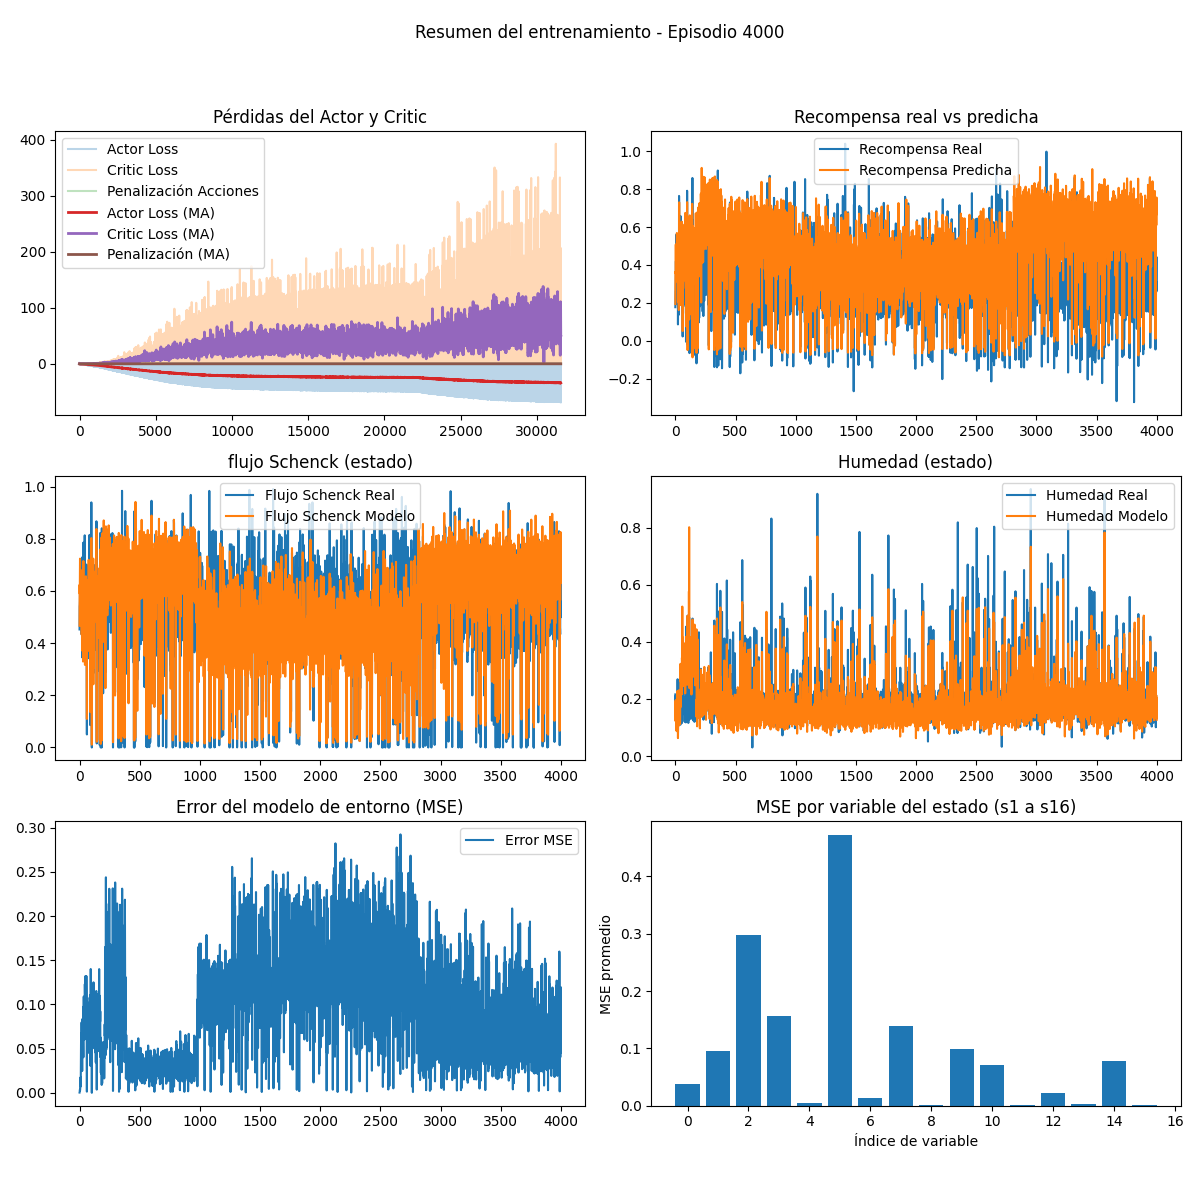 Resumen del entrenamiento - Episodio 4000
Pérdidas del Actor y Critic
400
300
200
100
0
Actor Loss
Critic Loss
Penalización Acciones
Actor Loss (MA)
Critic Loss (MA)
Penalización (MA)
0 5000 10000 15000 20000 25000 30000
Recompensa real vs predicha
1.0
0.8
0.6
0.4
0.2
0.0
−0.2
Recompensa Real
Recompensa Predicha
0 500 1000 1500 2000 2500 3000 3500 4000
flujo Schenck (estado)
1.0
0.8
0.6
0.4
0.2
0.0
Flujo Schenck Real
Flujo Schenck Modelo
0 500 1000 1500 2000 2500 3000 3500 4000
Humedad (estado)
0.8
0.6
0.4
0.2
0.0
Humedad Real
Humedad Modelo
0 500 1000 1500 2000 2500 3000 3500 4000
Error del modelo de entorno (MSE)
0.30
0.25
0.20
0.15
0.10
0.05
0.00
Error MSE
0 500 1000 1500 2000 2500 3000 3500 4000
MSE por variable del estado (s1 a s16)
MSE promedio
0.4
0.3
0.2
0.1
0.0
0 2 4 6 8 10 12 14 16
Índice de variable